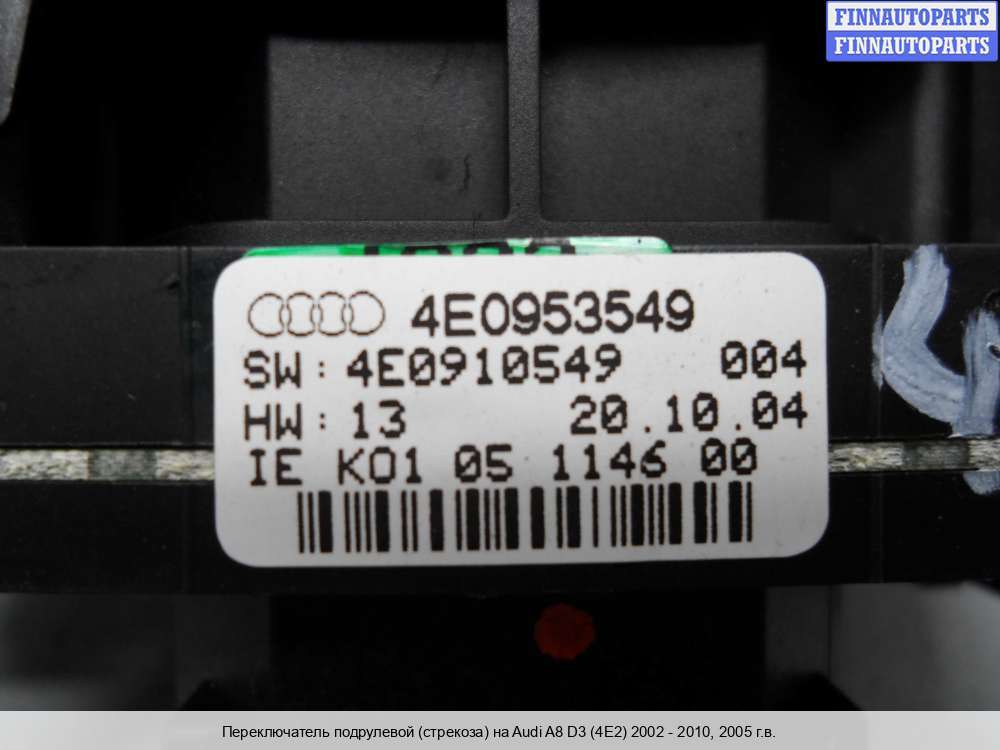 FINNAUTOPARTS
FINNAUTOPARTS
4E0953549
SW: 4E0910549 004
HW: 13 20.10.04
IE K01 05 1146 00
Переключатель подрулевой (стрекоза) на Audi A8 D3 (4E2) 2002 - 2010, 2005 г.в.